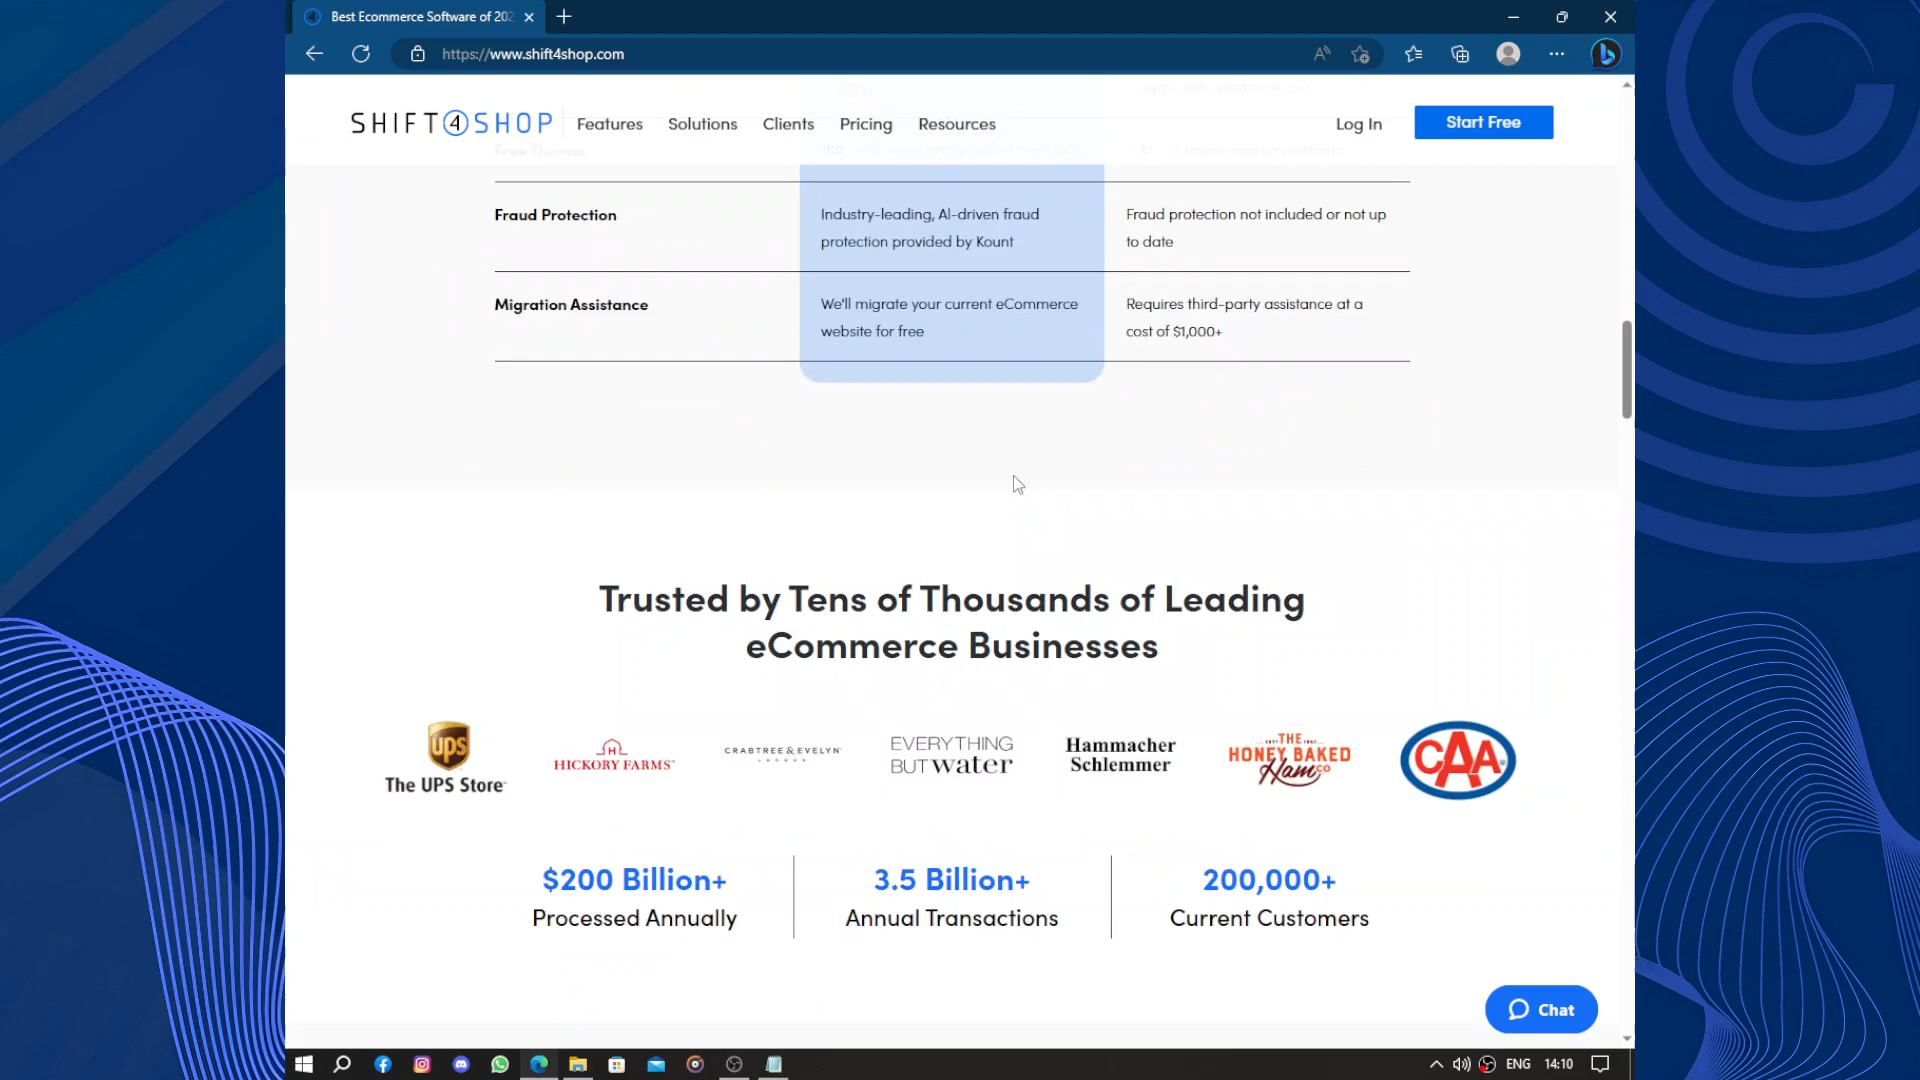 Best Ecommerce Software of 202
https://www.shift4shop.com
SHIFT4SHOP
Features
Solutions
Clients
Pricing
Resources
Log In
Start Free
Free Themes
Fraud Protection
Industry-leading, AI-driven fraud
protection provided by Kount
Fraud protection not included or not up
to date
Migration Assistance
We'll migrate your current eCommerce
website for free
Requires third-party assistance at a
cost of $1,000+
Trusted by Tens of Thousands of Leading
eCommerce Businesses
ups
The UPS Store
H
HICKORY FARMS™
CRABTREE & EVELYN
LONDON
EVERYTHING
BUT water
Hammacher
Schlemmer
THE
HONEY BAKED
Ham CO
CAA
$200 Billion+
Processed Annually
3.5 Billion+
Annual Transactions
200,000+
Current Customers
Chat
ENG
14:10